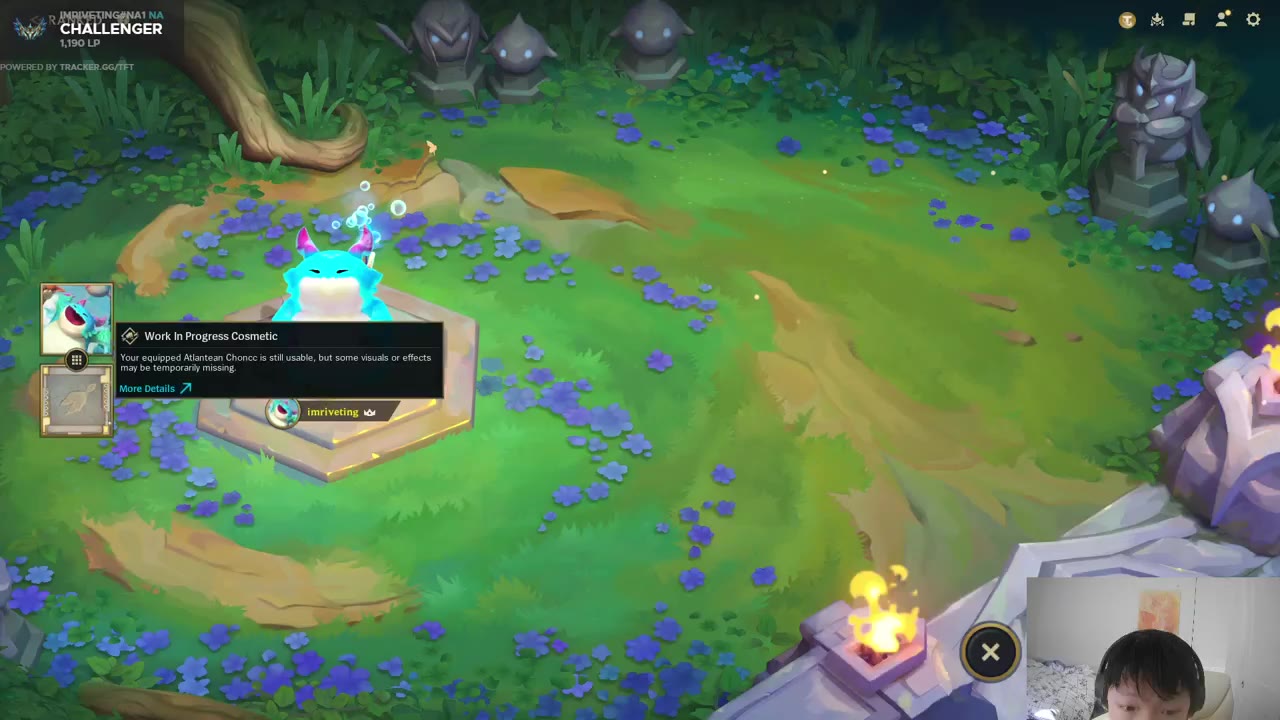 IMRIVETING#NA1 NA
CHALLENGER
1,190 LP
POWERED BY TRACKER.GG/TFT
Work In Progress Cosmetic
Your equipped Atlantean Choncc is still usable, but some visuals or effects
may be temporarily missing.
More Details
imriveting